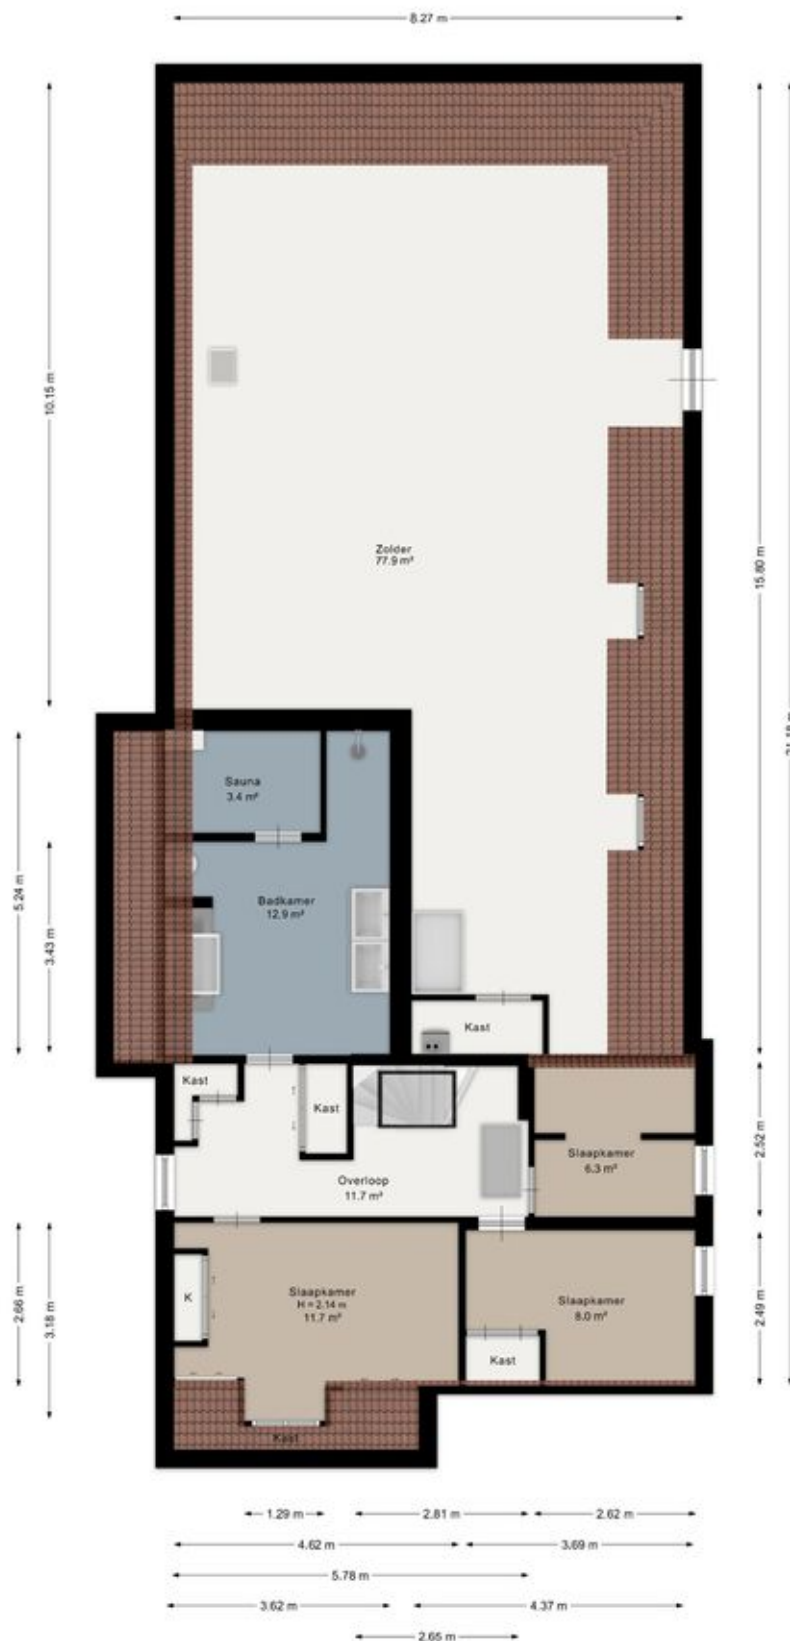 8.27 m
10.15 m
15.80 m
Zolder
77.9 m²
5.24 m
3.43 m
Sauna
3.4 m²
Badkamer
12.9 m²
Kast
Kast
Kast
Overloop
11.7 m²
Slaapkamer
6.3 m²
2.52 m
2.66 m
3.18 m
K
Slaapkamer
H = 2.14 m
11.7 m²
Slaapkamer
8.0 m²
Kast
2.49 m
Kast
1.29 m
2.81 m
2.62 m
4.62 m
3.69 m
5.78 m
3.62 m
4.37 m
2.65 m